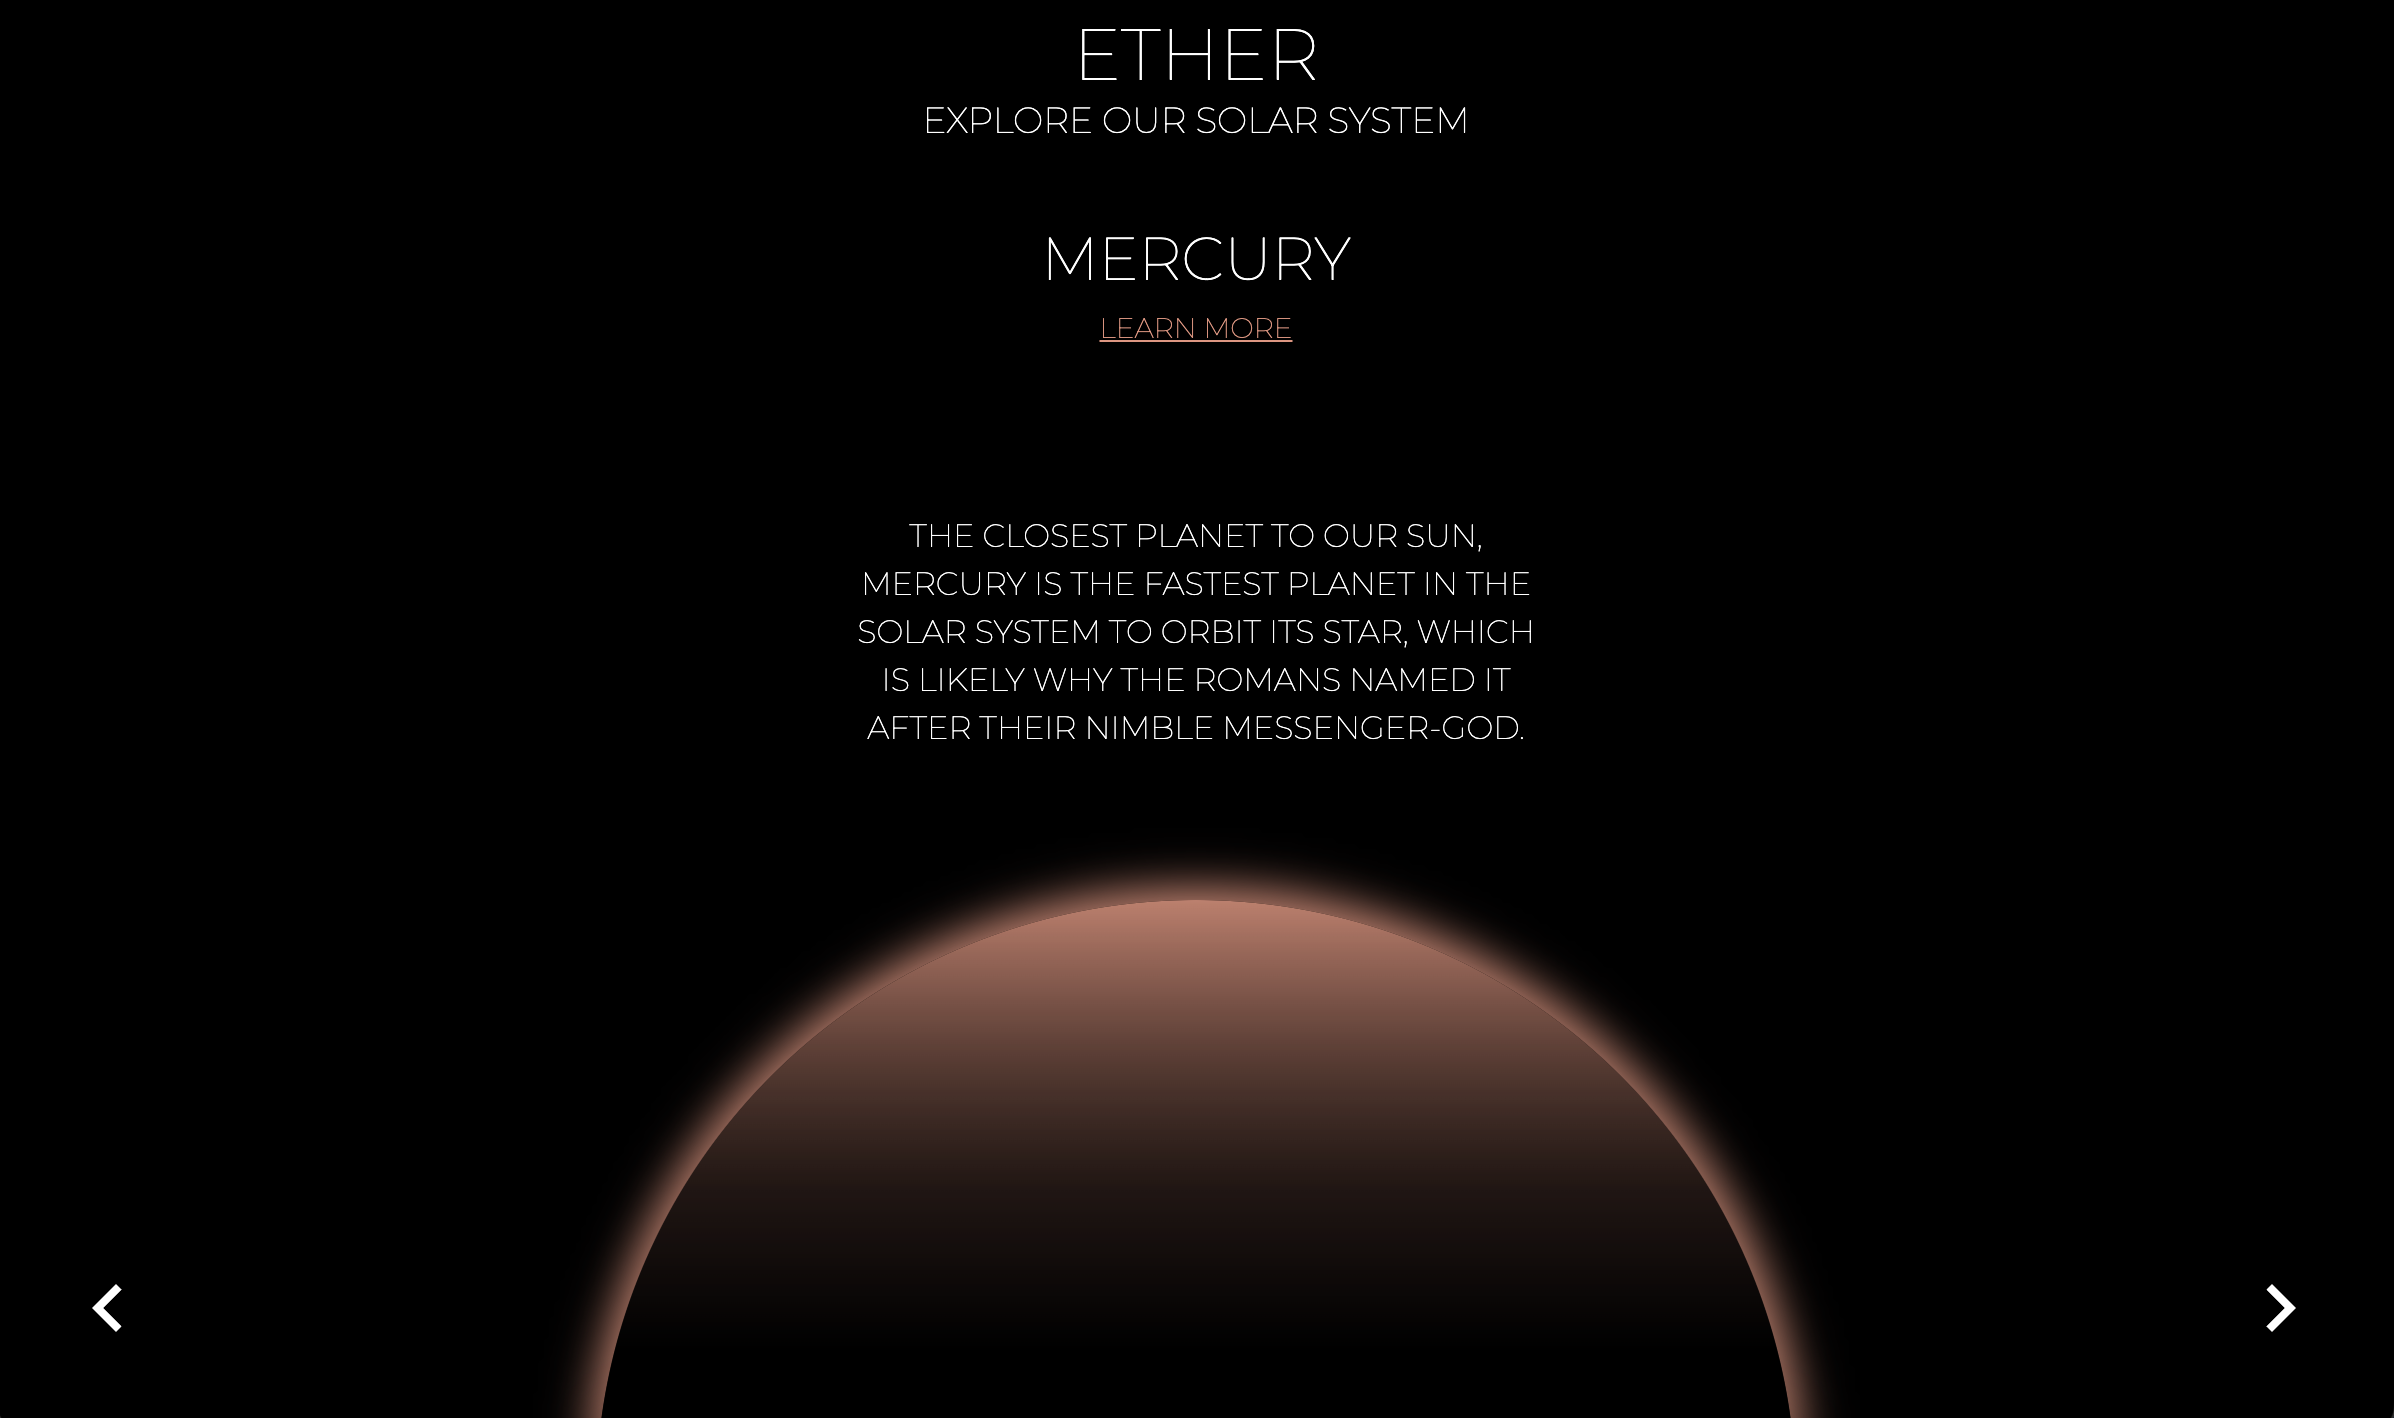 ETHER
EXPLORE OUR SOLAR SYSTEM
MERCURY
LEARN MORE
THE CLOSEST PLANET TO OUR SUN,
MERCURY IS THE FASTEST PLANET IN THE
SOLAR SYSTEM TO ORBIT ITS STAR, WHICH
IS LIKELY WHY THE ROMANS NAMED IT
AFTER THEIR NIMBLE MESSENGER-GOD.